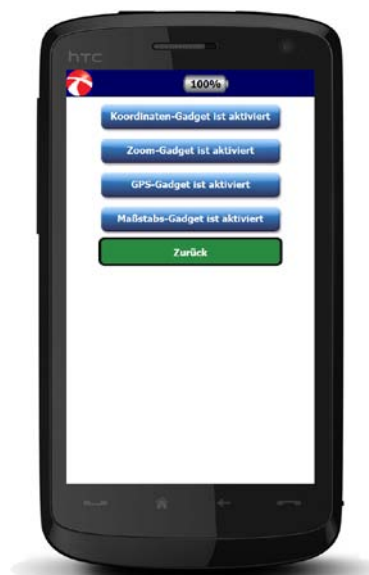 hTC
100%
Koordinaten-Gadget ist aktiviert
Zoom-Gadget ist aktiviert
GPS-Gadget ist aktiviert
Maßstabs-Gadget ist aktiviert
Zurück